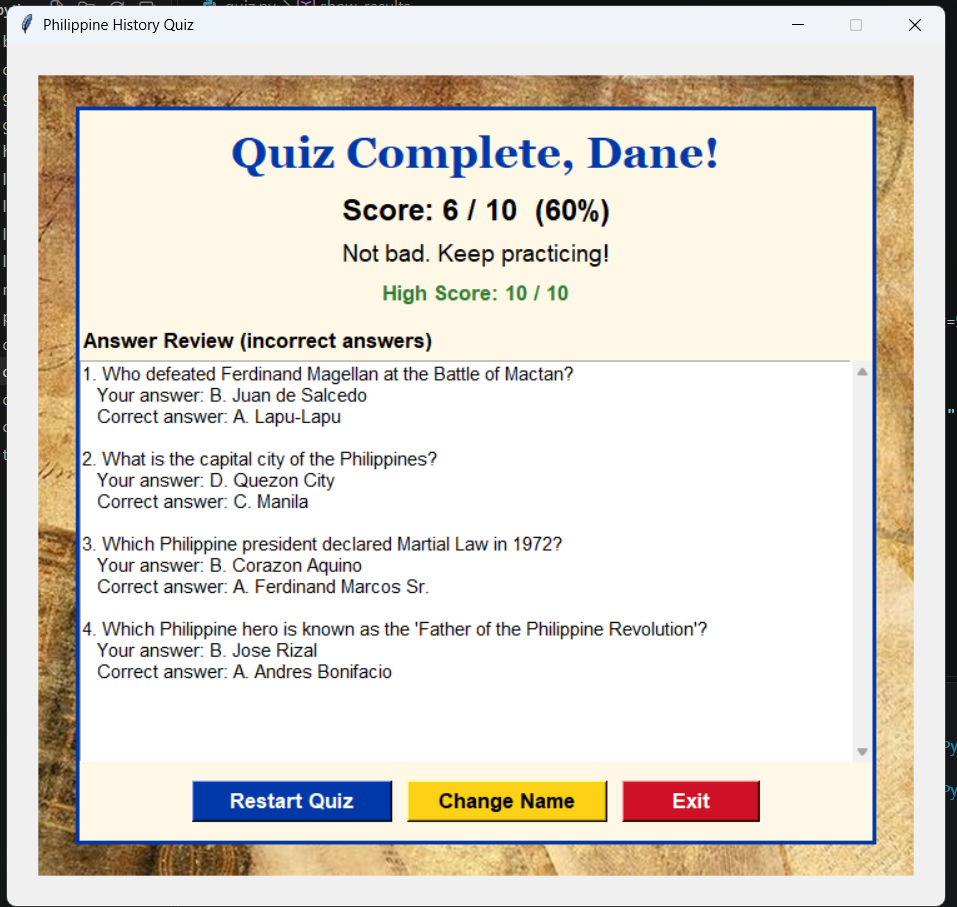 quiz.py > show_results
Philippine History Quiz
Quiz Complete, Dane!
Score: 6 / 10 (60%)
Not bad. Keep practicing!
High Score: 10 / 10
Answer Review (incorrect answers)
1. Who defeated Ferdinand Magellan at the Battle of Mactan?
Your answer: B. Juan de Salcedo
Correct answer: A. Lapu-Lapu
2. What is the capital city of the Philippines?
Your answer: D. Quezon City
Correct answer: C. Manila
3. Which Philippine president declared Martial Law in 1972?
Your answer: B. Corazon Aquino
Correct answer: A. Ferdinand Marcos Sr.
4. Which Philippine hero is known as the 'Father of the Philippine Revolution'?
Your answer: B. Jose Rizal
Correct answer: A. Andres Bonifacio
Restart Quiz
Change Name
Exit